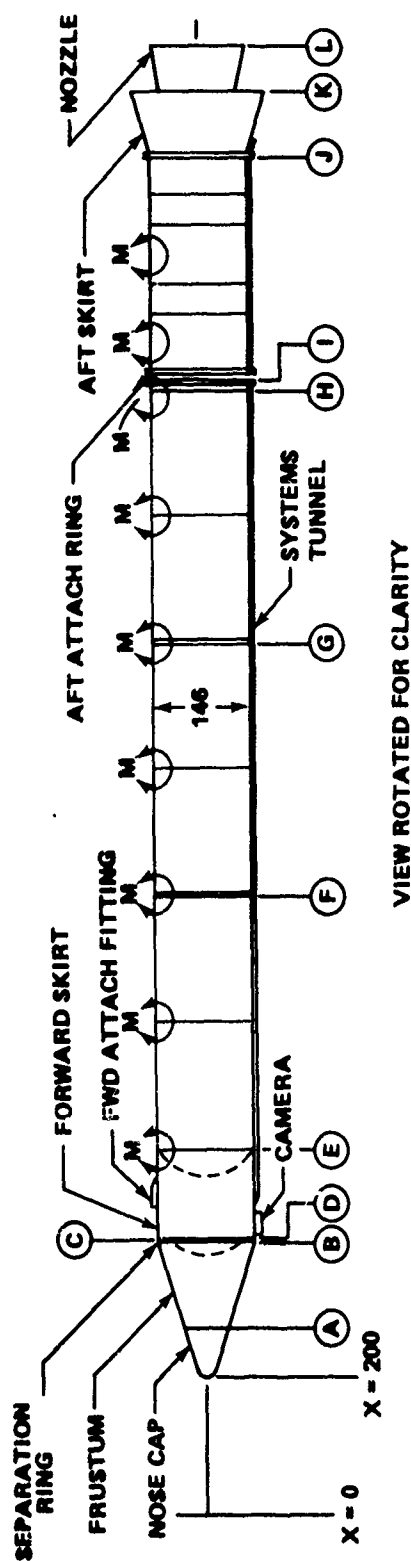 SEPARATION
RING
FRUSTUM
NOSE CAP
C
FORWARD SKIRT
FWD ATTACH FITTING
AFT ATTACH RING
AFT SKIRT
NOZZLE
M
M
M
M
M
M
M
M
M
146
X = 0
X = 200
A
B
D
CAMERA
E
F
G
SYSTEMS
TUNNEL
H
I
J
K
L
VIEW ROTATED FOR CLARITY